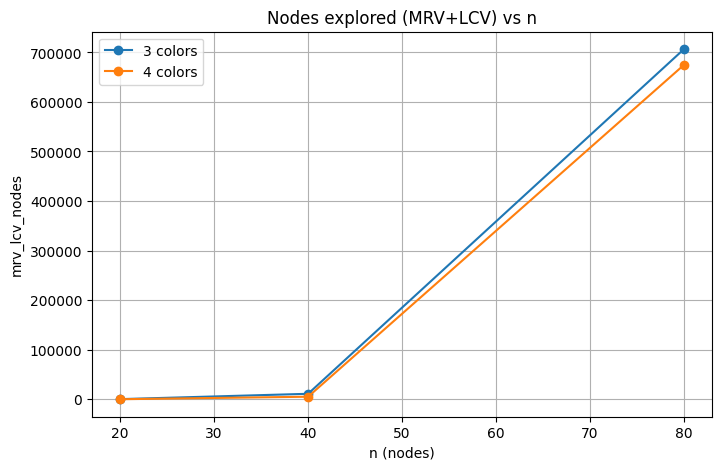 Nodes explored (MRV+LCV) vs n
3 colors
4 colors
mrv_lcv_nodes
700000
600000
500000
400000
300000
200000
100000
0
20 30 40 50 60 70 80
n (nodes)